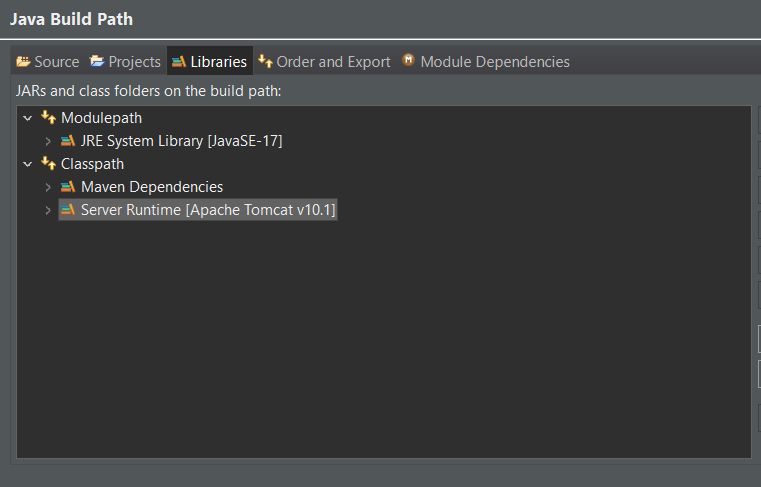 Java Build Path
Source Projects Libraries Order and Export Module Dependencies
JARs and class folders on the build path:
Modulepath
JRE System Library [JavaSE-17]
Classpath
Maven Dependencies
Server Runtime [Apache Tomcat v10.1]